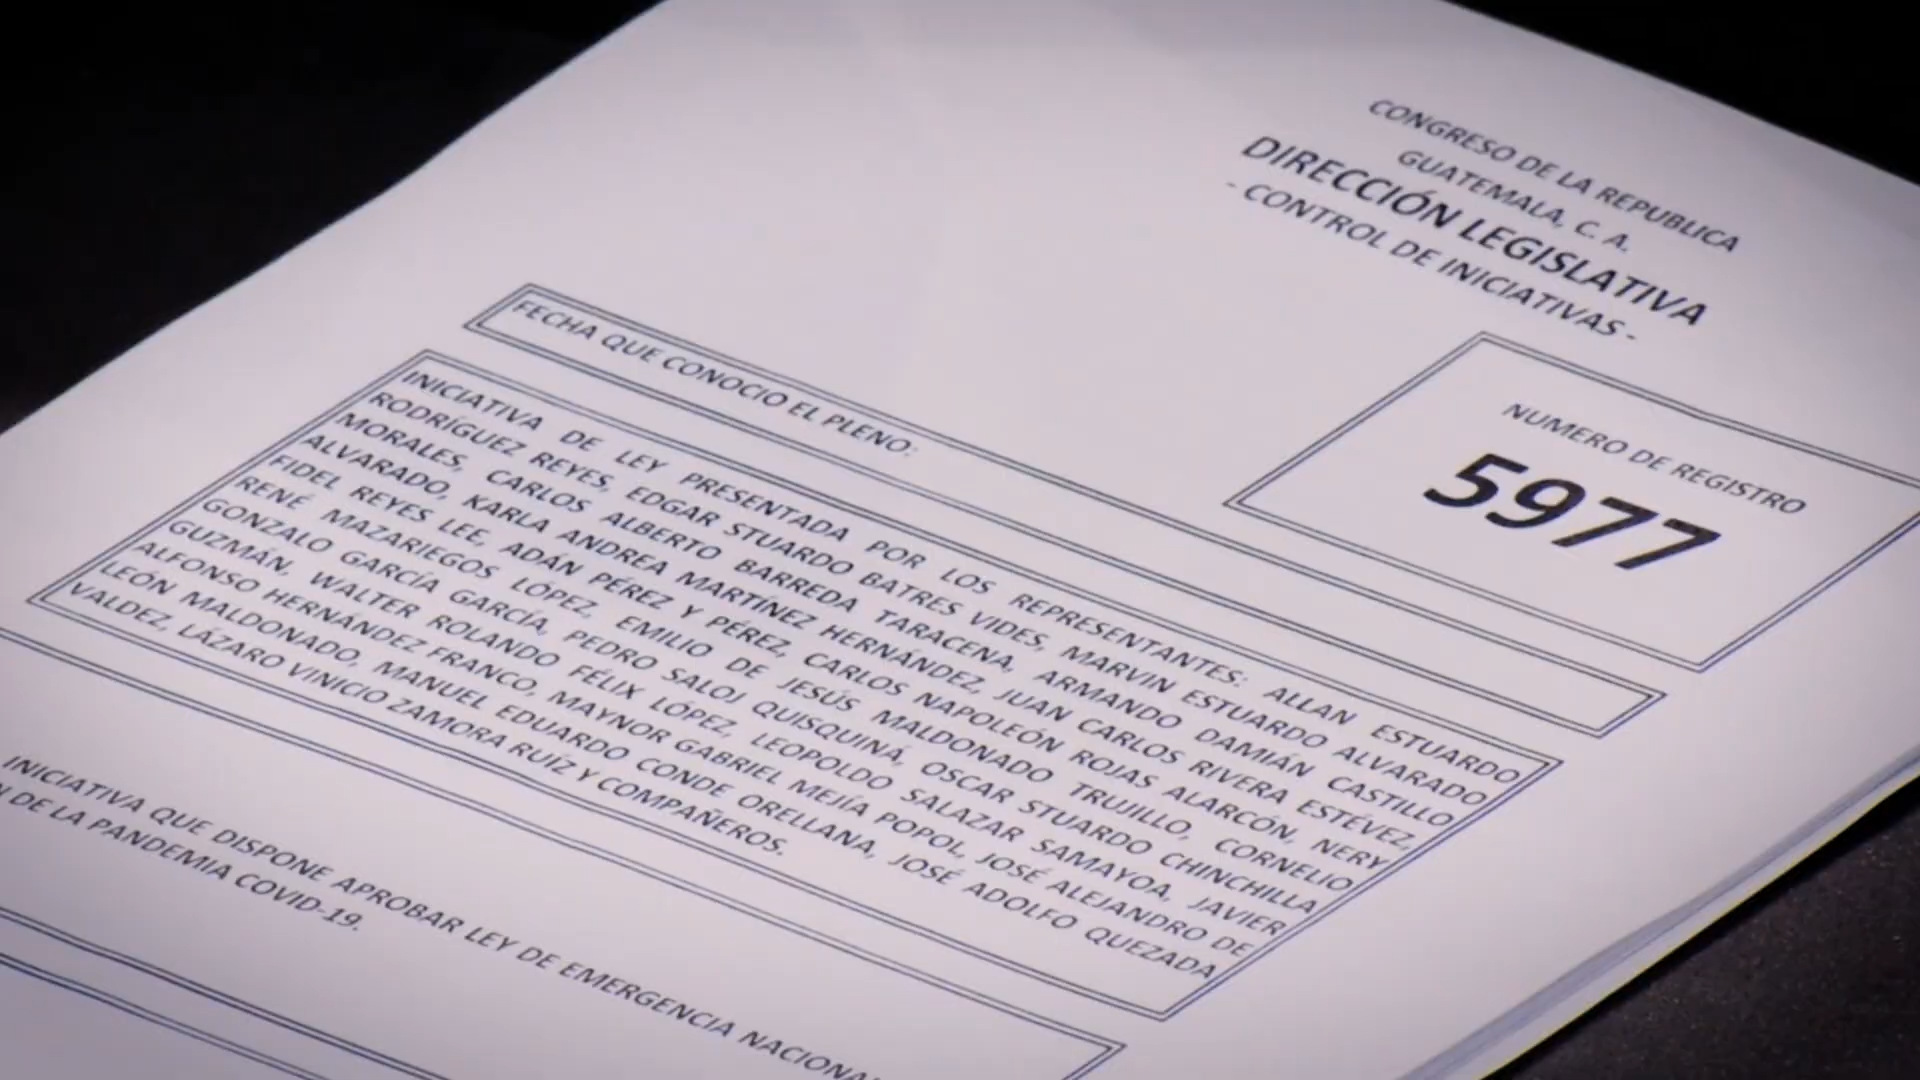 CONGRESO DE LA REPUBLICA
GUATEMALA, C. A.
DIRECCIÓN LEGISLATIVA
- CONTROL DE INICIATIVAS -
NUMERO DE REGISTRO
5977
FECHA QUE CONOCIO EL PLENO:
INICIATIVA DE LEY PRESENTADA POR LOS REPRESENTANTES: ALLAN ESTUARDO
RODRÍGUEZ REYES, EDGAR STUARDO BATRES VIDES, MARVIN ESTUARDO ALVARADO
MORALES, CARLOS ALBERTO BARREDA TARACENA, ARMANDO DAMIÁN CASTILLO
ALVARADO, KARLA ANDREA MARTÍNEZ HERNÁNDEZ, JUAN CARLOS RIVERA ESTÉVEZ,
FIDEL REYES LEE, ADÁN PÉREZ Y PÉREZ, CARLOS NAPOLEÓN ROJAS ALARCÓN, NERY
RENÉ MAZARIEGOS LÓPEZ, EMILIO DE JESÚS MALDONADO TRUJILLO, CORNELIO
GONZALO GARCÍA GARCÍA, PEDRO SALOJ QUISQUINÁ, OSCAR STUARDO CHINCHILLA
GUZMÁN, WALTER ROLANDO FÉLIX LÓPEZ, LEOPOLDO SALAZAR SAMAYOA, JAVIER
ALFONSO HERNÁNDEZ FRANCO, MAYNOR GABRIEL MEJÍA POPOL, JOSÉ ALEJANDRO DE
LEÓN MALDONADO, MANUEL EDUARDO CONDE ORELLANA, JOSÉ ADOLFO QUEZADA
VALDEZ, LÁZARO VINICIO ZAMORA RUÍZ Y COMPAÑEROS.
INICIATIVA QUE DISPONE APROBAR LEY DE EMERGENCIA NACIONAL
DE LA PANDEMIA COVID-19.